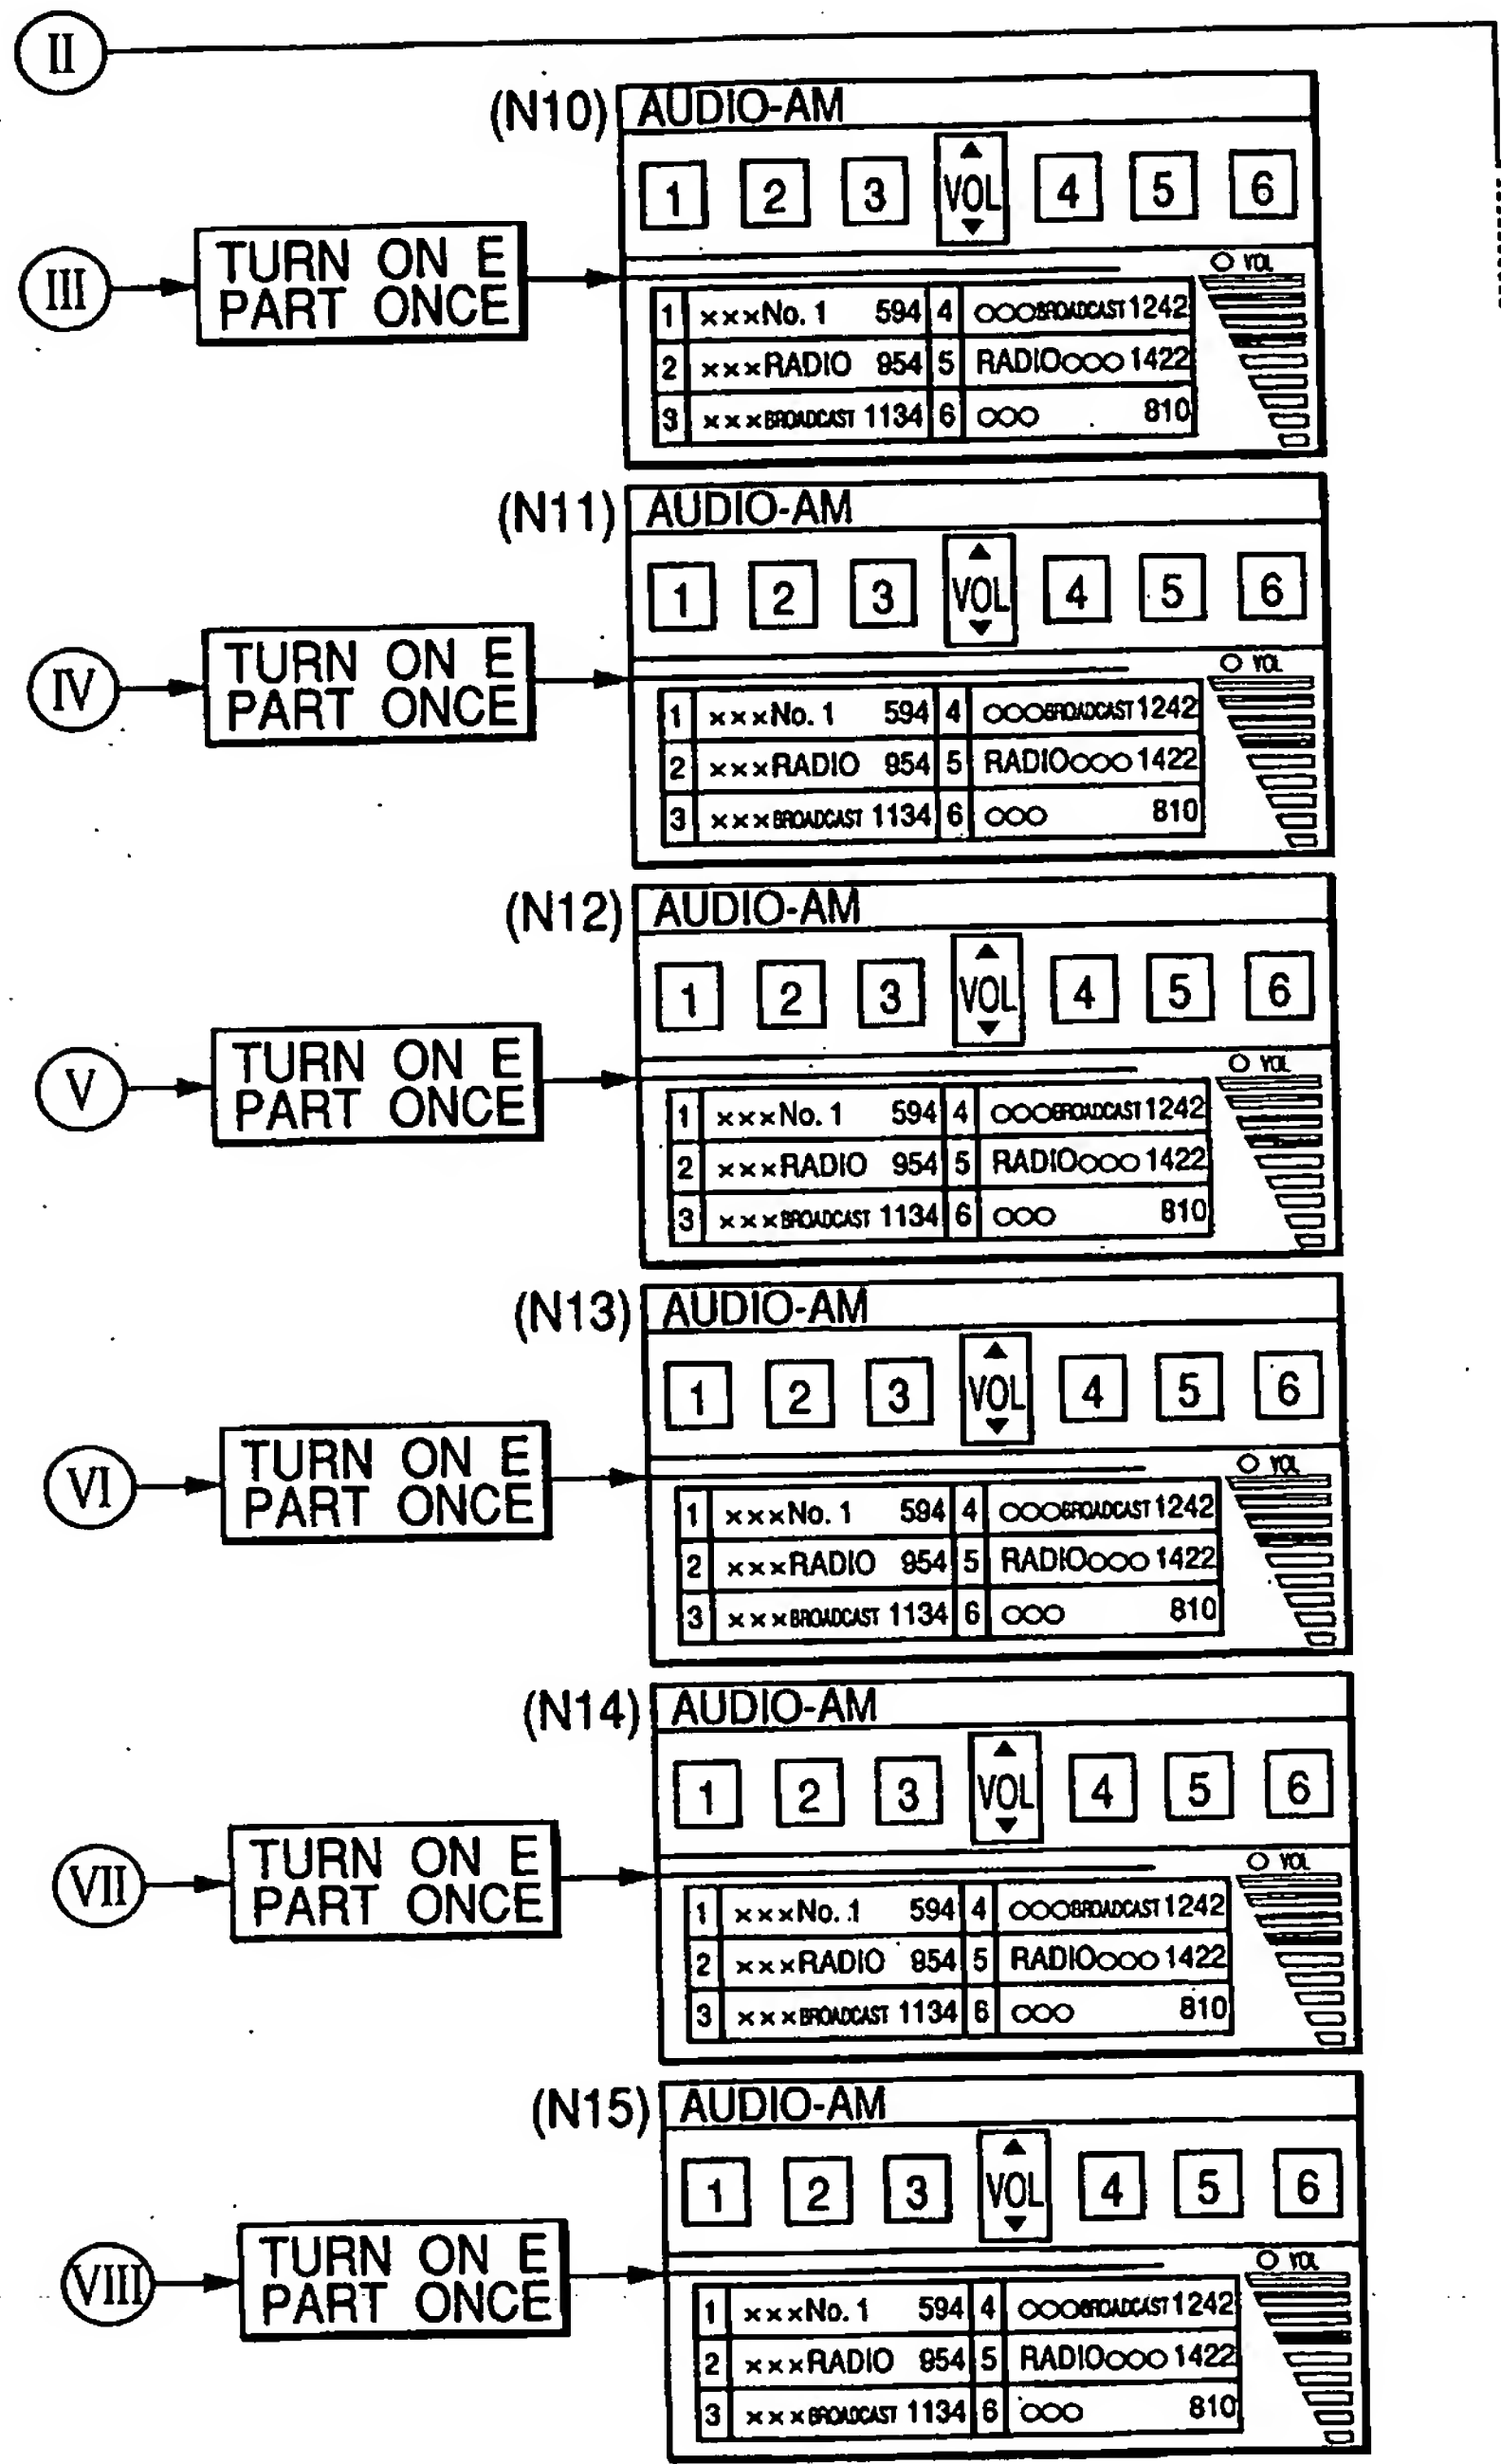 II
(N10) AUDIO-AM
1 2 3 VOL 4 5 6
III
TURN ON E
PART ONCE
○ VOL
1 ×××No. 1 594 4 ○○○BROADCAST 1242
2 ×××RADIO 954 5 RADIO○○○ 1422
3 ×××BROADCAST 1134 6 ○○○ 810
(N11) AUDIO-AM
1 2 3 VOL 4 5 6
IV
TURN ON E
PART ONCE
○ VOL
1 ×××No. 1 594 4 ○○○BROADCAST 1242
2 ×××RADIO 954 5 RADIO○○○ 1422
3 ×××BROADCAST 1134 6 ○○○ 810
(N12) AUDIO-AM
1 2 3 VOL 4 5 6
V
TURN ON E
PART ONCE
○ VOL
1 ×××No. 1 594 4 ○○○BROADCAST 1242
2 ×××RADIO 954 5 RADIO○○○ 1422
3 ×××BROADCAST 1134 6 ○○○ 810
(N13) AUDIO-AM
1 2 3 VOL 4 5 6
VI
TURN ON E
PART ONCE
○ VOL
1 ×××No. 1 594 4 ○○○BROADCAST 1242
2 ×××RADIO 954 5 RADIO○○○ 1422
3 ×××BROADCAST 1134 6 ○○○ 810
(N14) AUDIO-AM
1 2 3 VOL 4 5 6
VII
TURN ON E
PART ONCE
○ VOL
1 ×××No. 1 594 4 ○○○BROADCAST 1242
2 ×××RADIO 954 5 RADIO○○○ 1422
3 ×××BROADCAST 1134 6 ○○○ 810
(N15) AUDIO-AM
1 2 3 VOL 4 5 6
VIII
TURN ON E
PART ONCE
○ VOL
1 ×××No. 1 594 4 ○○○BROADCAST 1242
2 ×××RADIO 954 5 RADIO○○○ 1422
3 ×××BROADCAST 1134 6 ○○○ 810